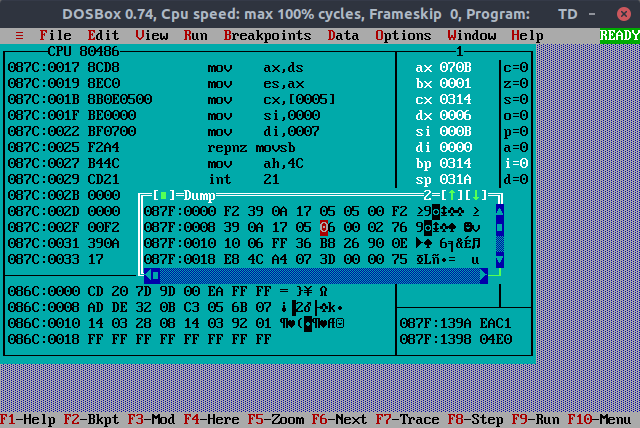 DOSBox 0.74, Cpu speed: max 100% cycles, Frameskip 0, Program: TD
≡ File Edit View Run Breakpoints Data Options Window Help READY
CPU 80486 1
087C:0017 8CD8 mov ax,ds ax 070B c=0
087C:0019 8EC0 mov es,ax bx 0001 z=0
087C:001B 8B0E0500 mov cx,[0005] cx 0314 s=0
087C:001F BE0000 mov si,0000 dx 0006 o=0
087C:0022 BF0700 mov di,0007 si 000B p=0
087C:0025 F2A4 repnz movsb di 0000 a=0
087C:0027 B44C mov ah,4C bp 0314 i=0
087C:0029 CD21 int 21 sp 031A d=0
087C:002B 0000
[■]=Dump 2=[↑][↓]
087C:002D 0000
087F:0000 F2 39 0A 17 05 05 00 F2 ≥9◙↨♣♣ ≥
087C:002F 00F2
087F:0008 39 0A 17 05 06 00 02 76 9◙↨♣♠ ☻v
087C:0031 390A
087F:0010 10 06 FF 36 B8 26 90 0E ►♠ 6╕&É♫
087C:0033 17
087F:0018 E8 4C A4 07 3D 00 00 75 ΦLñ•= u
086C:0000 CD 20 7D 9D 00 EA FF FF = }¥ Ω
086C:0008 AD DE 32 0B C3 05 6B 07 ¡▐2♂├♣k•
086C:0010 14 03 28 08 14 03 92 01 ¶♥(◘¶♥Æ☺
086C:0018 FF FF FF FF FF FF FF FF
087F:139A EAC1
087F:1398 04E0
F1-Help F2-Bkpt F3-Mod F4-Here F5-Zoom F6-Next F7-Trace F8-Step F9-Run F10-Menu